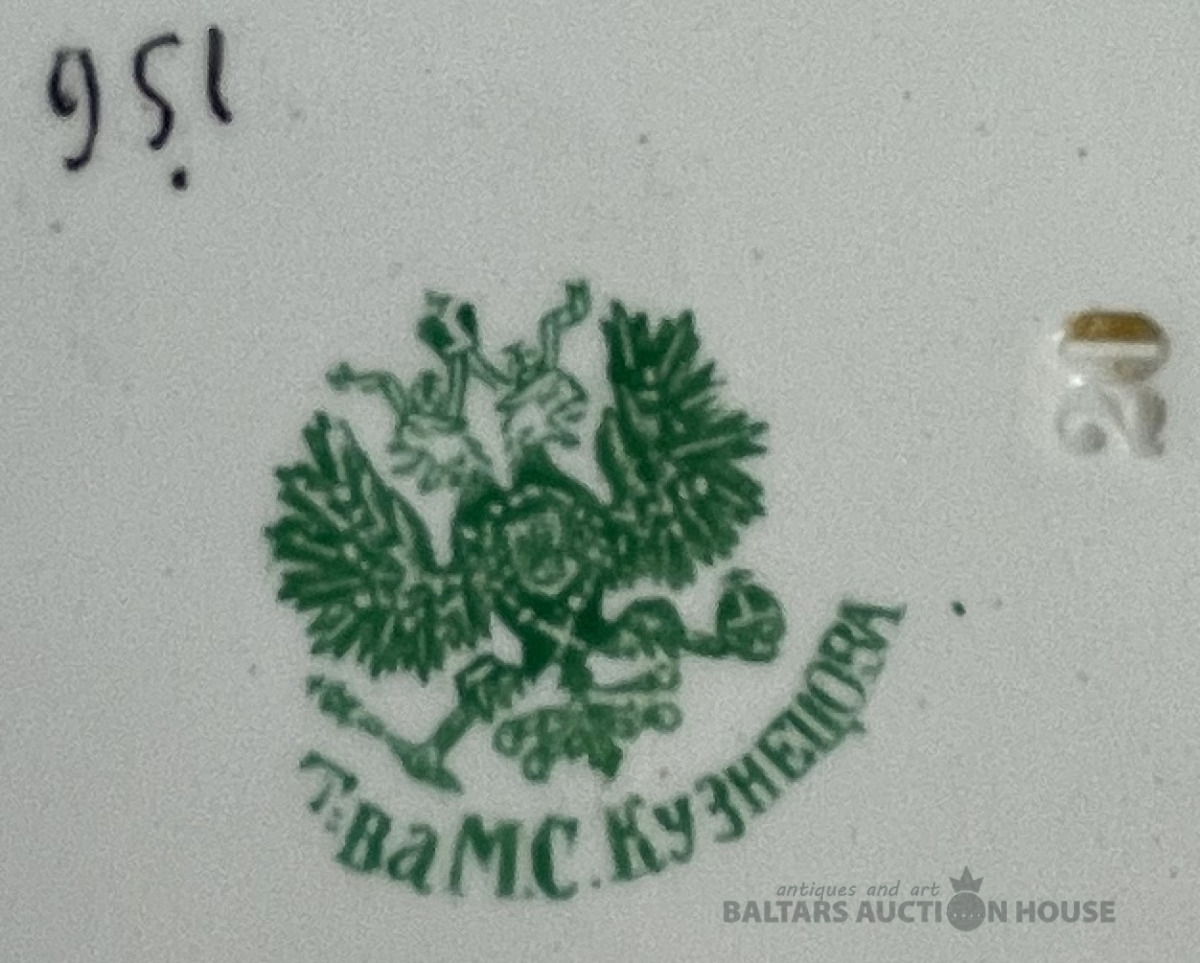 951
Т:ва М.С. КУЗНЕЦОВА
antiques and art
BALTARS AUCTION HOUSE